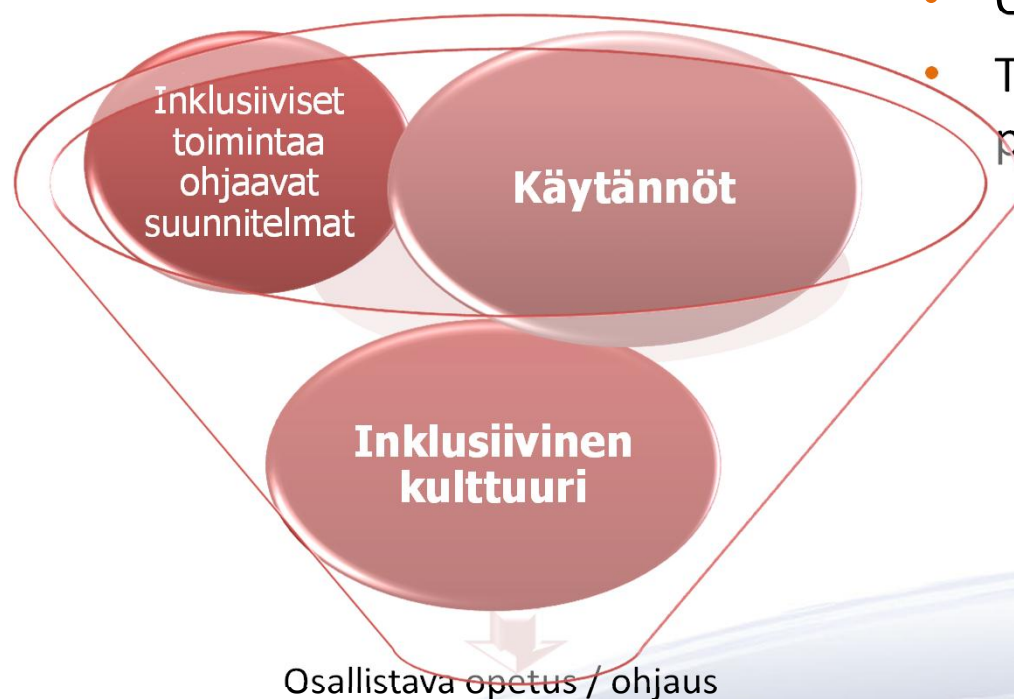 Inklusiiviset
toimintaa
ohjaavat
suunnitelmat
Käytännöt
Inklusiivinen
kulttuuri
Osallistava opetus / ohjaus